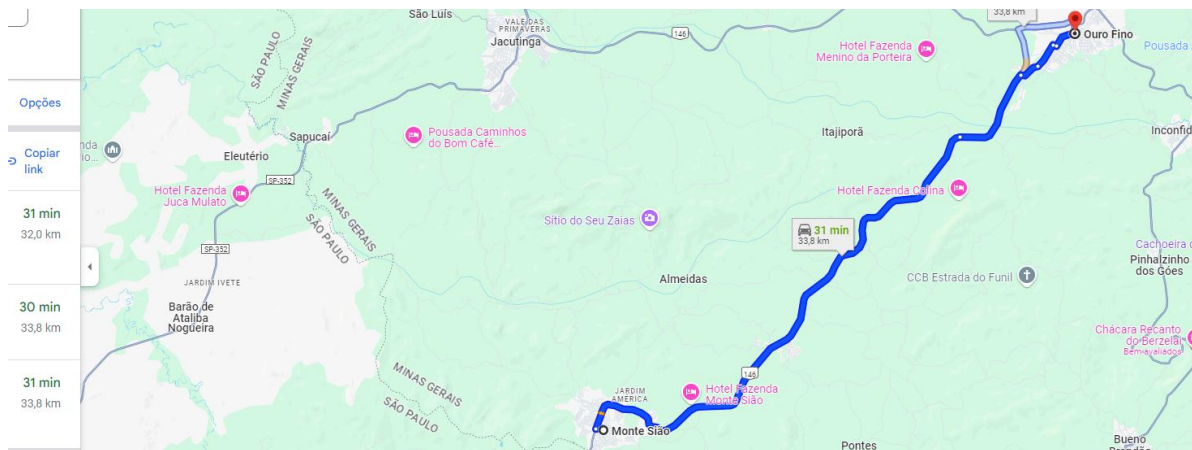 Opções
Copiar
link
31 min
32,0 km
30 min
33,8 km
31 min
33,8 km
São Luís
VALE DAS
PRIMAVERAS
Jacutinga
146
33,8 km
Ouro Fino
Hotel Fazenda
Menino da Porteira
Pousada
SÃO PAULO
MINAS GERAIS
Sapucaí
Pousada Caminhos
do Bom Café...
Itajiporã
Inconfid
Eleutério
SP-352
Hotel Fazenda
Juca Mulato
MINAS GERAIS
SÃO PAULO
Hotel Fazenda Colina
Sítio do Seu Zaias
31 min
33,8 km
SP-352
Cachoeira
Pinhalzinho
dos Góes
Almeidas
CCB Estrada do Funil
JARDIM IVETE
Barão de
Ataliba
Nogueira
Chácara Recanto
do Berzelai
Bem-avaliados
MINAS GERAIS
SÃO PAULO
146
JARDIM
AMÉRICA
Hotel Fazenda
Monte Sião
Monte Sião
Pontes
Bueno